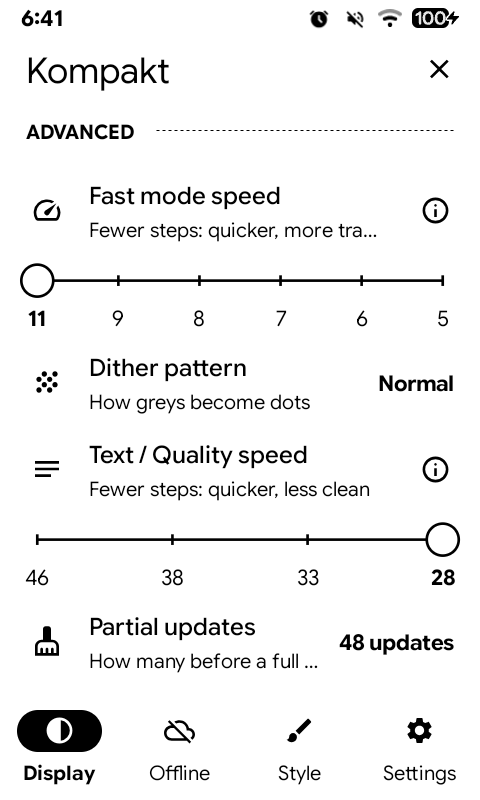 6:41
100
Kompakt
ADVANCED
Fast mode speed
Fewer steps: quicker, more tra...
11 9 8 7 6 5
Dither pattern
How greys become dots
Normal
Text / Quality speed
Fewer steps: quicker, less clean
46 38 33 28
Partial updates
How many before a full ...
48 updates
Display Offline Style Settings